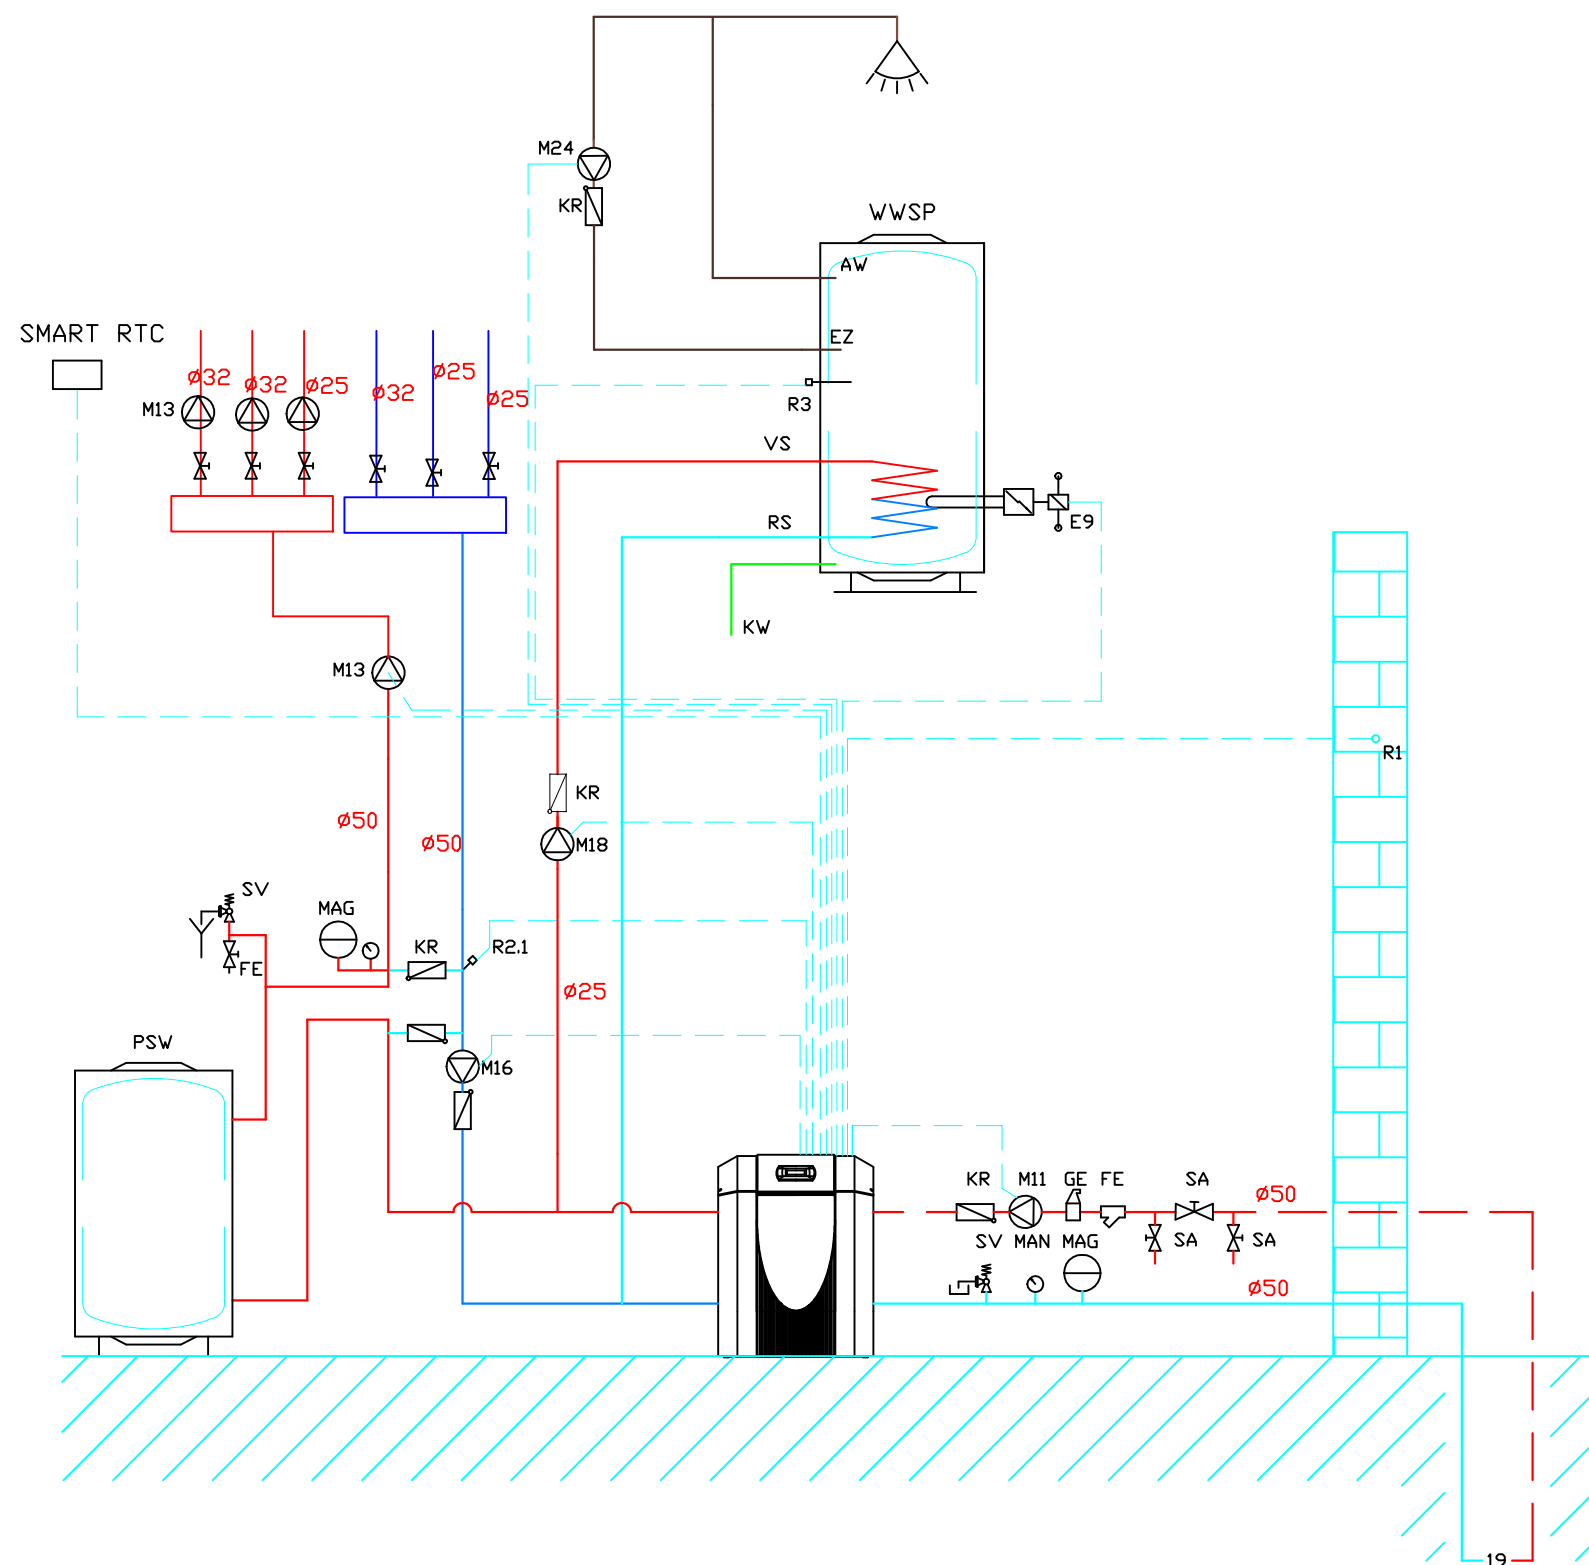 M24
KR
WWSP
AW
SMART RTC
EZ
ø32
ø32
ø25
ø32
ø25
ø25
M13
R3
VS
RS
E9
KW
M13
R1
KR
ø50
ø50
M18
SV
MAG
KR
R2.1
FE
ø25
PSW
M16
KR
M11
GE
FE
SA
ø50
SV
MAN
MAG
SA
SA
ø50
19